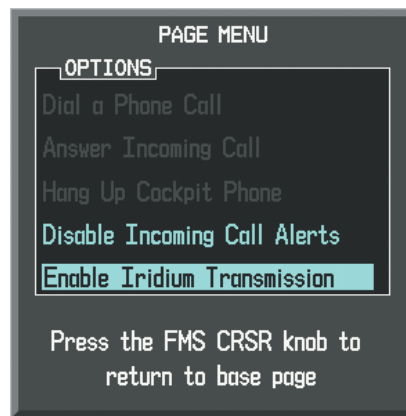 PAGE MENU
OPTIONS
Dial a Phone Call
Answer Incoming Call
Hang Up Cockpit Phone
Disable Incoming Call Alerts
Enable Iridium Transmission
Press the FMS CRSR knob to
return to base page